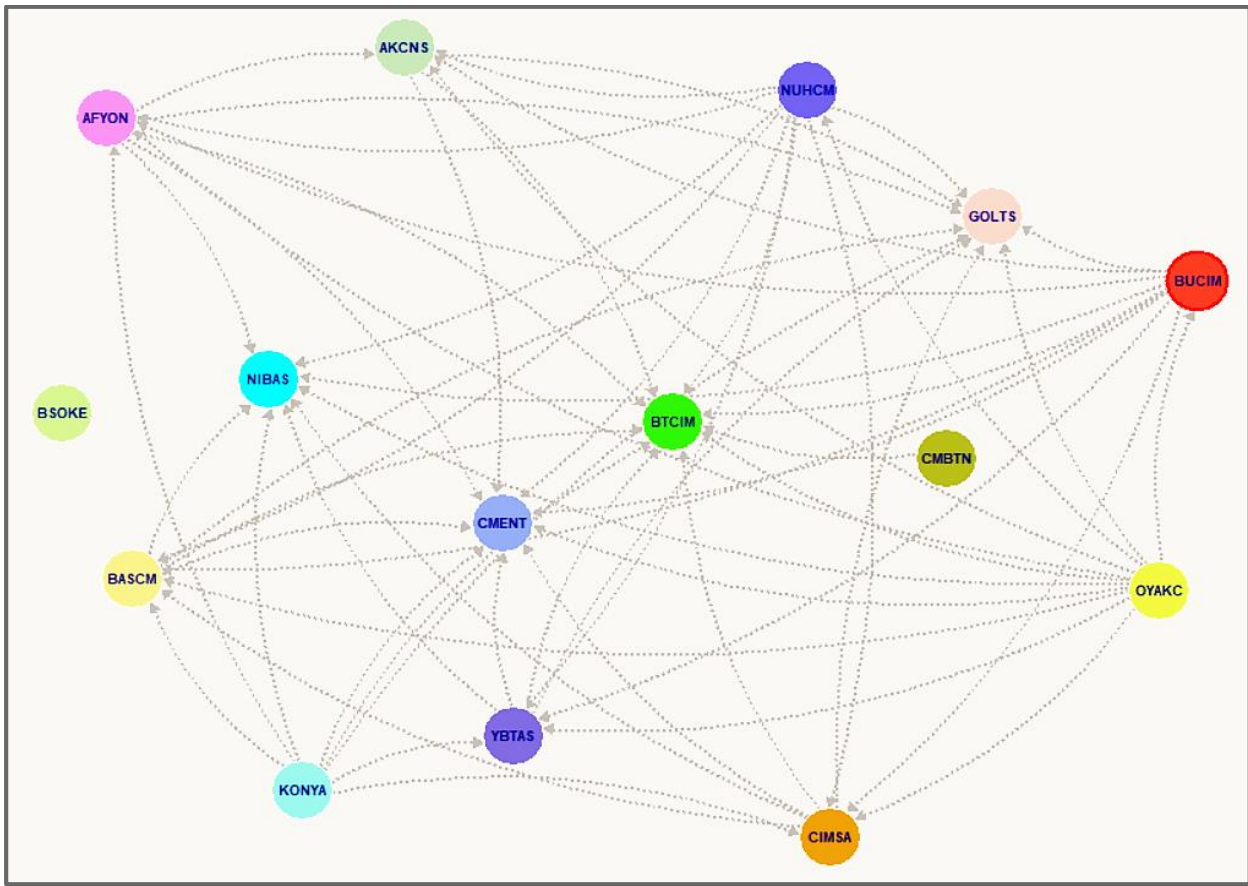 AKCNS
NUHCM
AFYON
GOLTS
BUCIM
NIBAS
BSOKE
BTCIM
CMBTN
CMENT
BASCM
OYAKC
YBTAS
KONYA
CIMSA